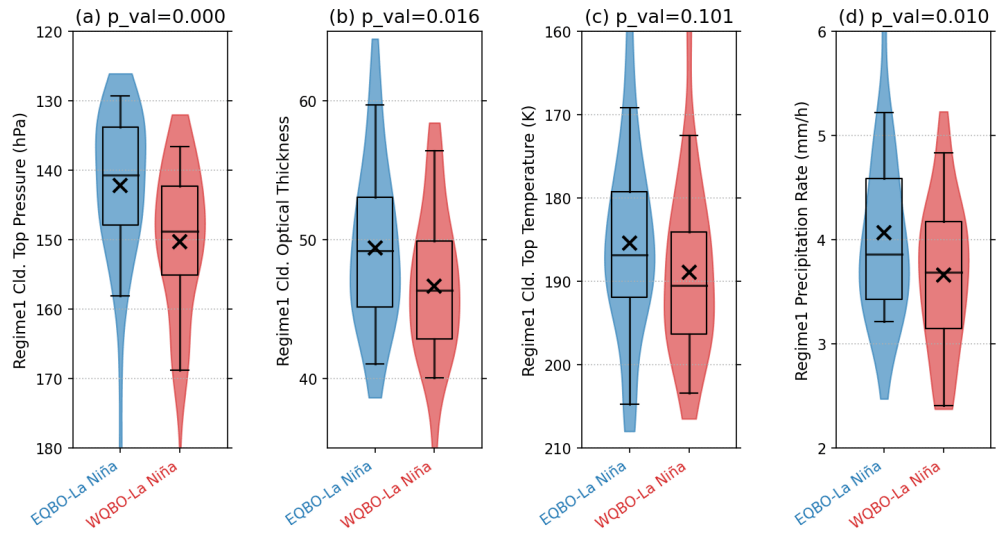 (a) p_val=0.000
Regime1 Cld. Top Pressure (hPa)
120
130
140
150
160
170
180
EQBO-La Niña
WQBO-La Niña
(b) p_val=0.016
Regime1 Cld. Optical Thickness
60
50
40
EQBO-La Niña
WQBO-La Niña
(c) p_val=0.101
Regime1 Cld. Top Temperature (K)
160
170
180
190
200
210
EQBO-La Niña
WQBO-La Niña
(d) p_val=0.010
Regime1 Precipitation Rate (mm/h)
6
5
4
3
2
EQBO-La Niña
WQBO-La Niña